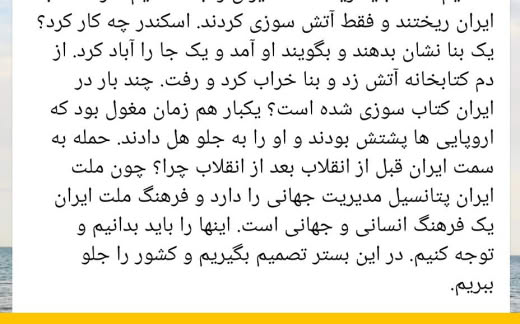 ایران ریختند و فقط آتش سوزی کردند. اسکندر چه کار کرد؟
یک بنا نشان بدهند و بگویند او آمد و یک جا را آباد کرد. از
دم کتابخانه آتش زد و بنا خراب کرد و رفت. چند بار در
ایران کتاب سوزی شده است؟ یکبار هم زمان مغول بود که
اروپایی ها پشتش بودند و او را به جلو هل دادند. حمله به
سمت ایران قبل از انقلاب بعد از انقلاب چرا؟ چون ملت
ایران پتانسیل مدیریت جهانی را دارد و فرهنگ ملت ایران
یک فرهنگ انسانی و جهانی است. اینها را باید بدانیم و
توجه کنیم. در این بستر تصمیم بگیریم و کشور را جلو
ببریم.